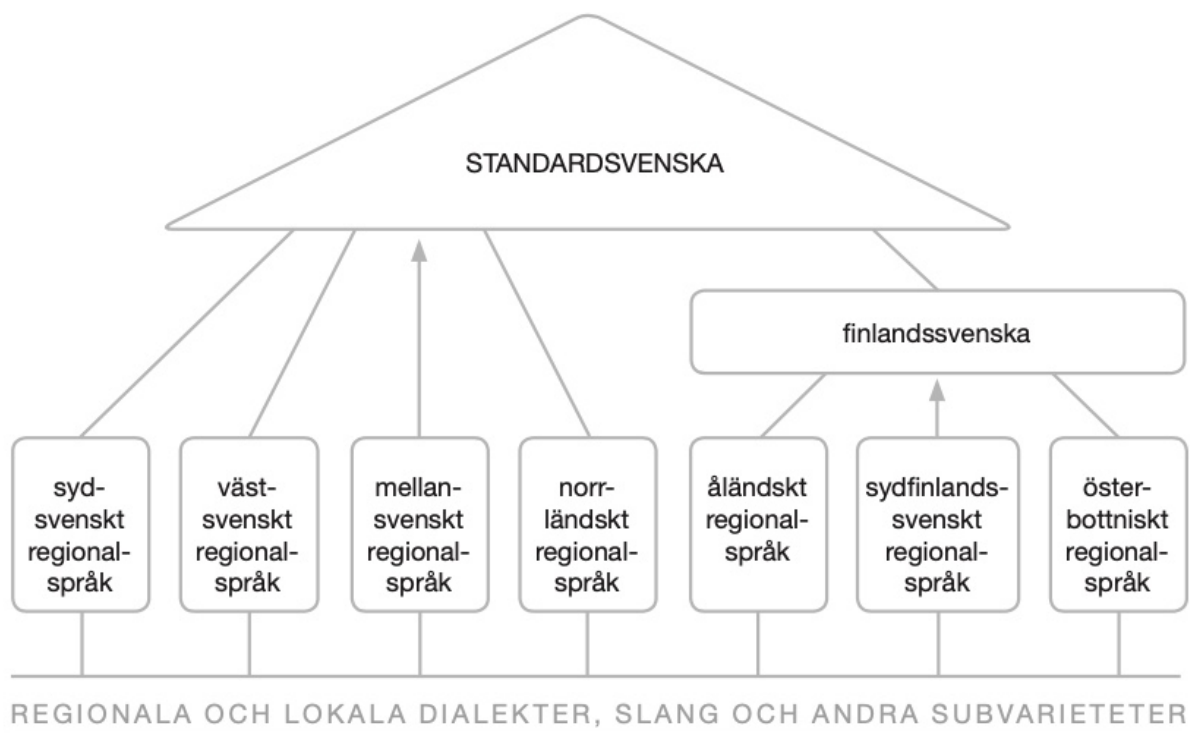 STANDARDSVENSKA
finlandssvenska
syd-
svenskt
regional-
språk
väst-
svenskt
regional-
språk
mellan-
svenskt
regional-
språk
norr-
ländskt
regional-
språk
åländskt
regional-
språk
sydfinlands-
svenskt
regional-
språk
öster-
bottniskt
regional-
språk
REGIONALA OCH LOKALA DIALEKTER, SLANG OCH ANDRA SUBVARIETETER